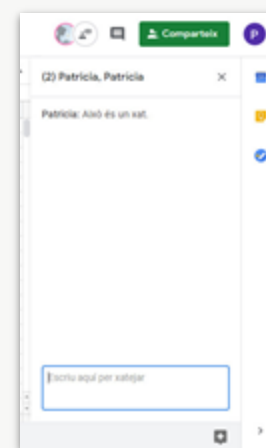 Comparteix
P
(2) Patricia, Patricia
Patricia: Això és un xat.
Escriu aquí per xatejar